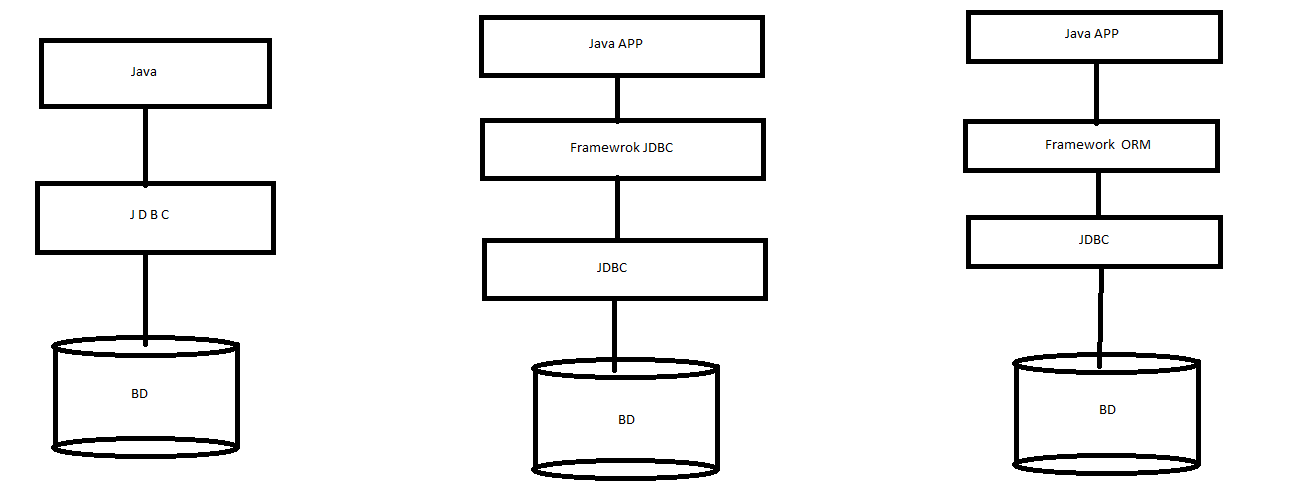 Java
J D B C
BD
Java APP
Framewrok JDBC
JDBC
BD
Java APP
Framework ORM
JDBC
BD